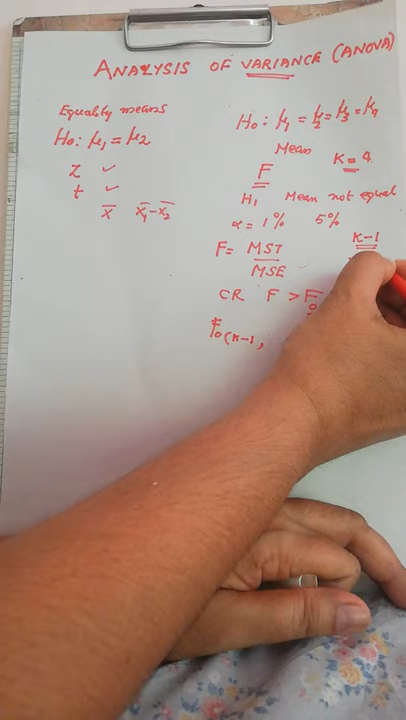 ANALYSIS OF VARIANCE (ANOVA)
Equality means
H₀: μ₁ = μ₂
Z ✓
t ✓
x̄ x̄₁-x̄₂
H₀: μ₁ = μ₂ = μ₃ = μ₄
Mean
K = 4
F
H₁ Mean not equal
α = 1% 5%
F = MST
MSE
K-1
CR F > F
F₀(K-1,